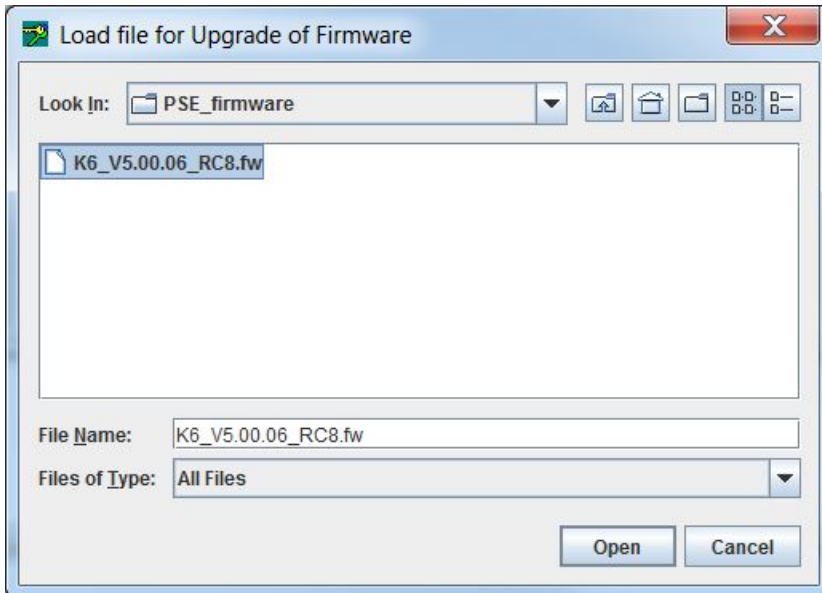 Load file for Upgrade of Firmware
Look In: PSE_firmware
K6_V5.00.06_RC8.fw
File Name: K6_V5.00.06_RC8.fw
Files of Type: All Files
Open Cancel